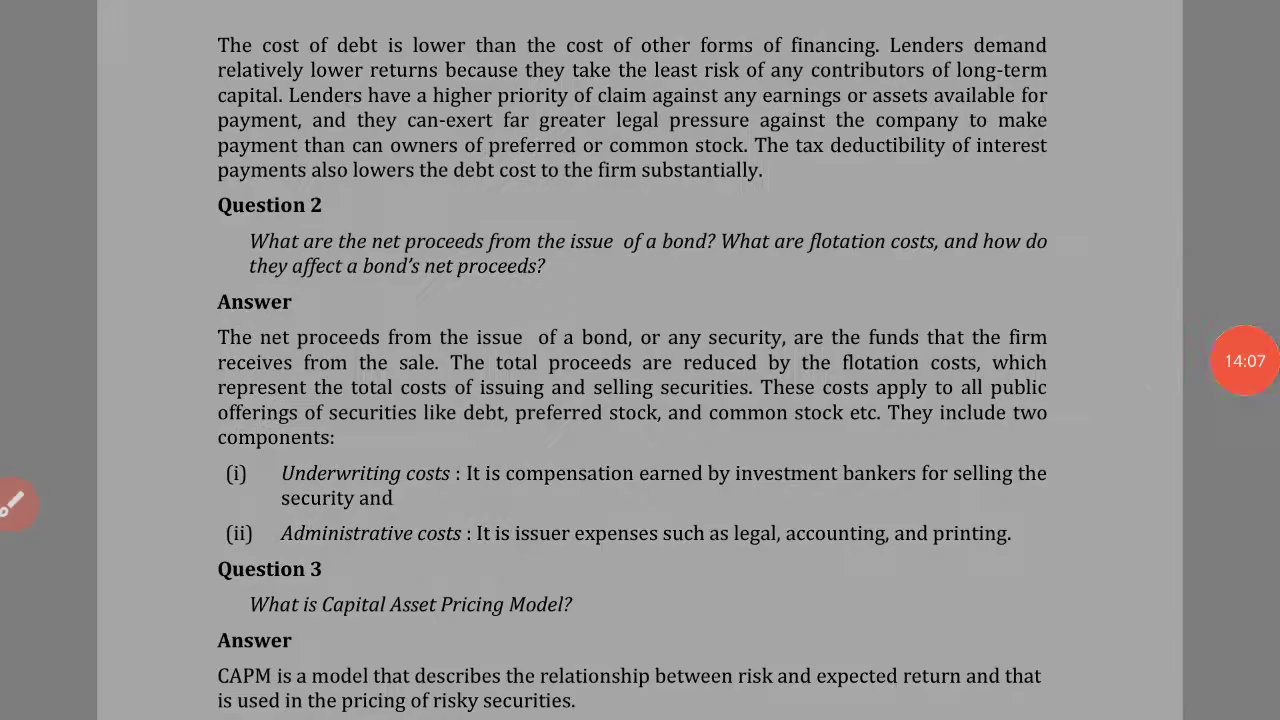 The cost of debt is lower than the cost of other forms of financing. Lenders demand
relatively lower returns because they take the least risk of any contributors of long-term
capital. Lenders have a higher priority of claim against any earnings or assets available for
payment, and they can-exert far greater legal pressure against the company to make
payment than can owners of preferred or common stock. The tax deductibility of interest
payments also lowers the debt cost to the firm substantially.
Question 2
What are the net proceeds from the issue of a bond? What are flotation costs, and how do
they affect a bond’s net proceeds?
Answer
The net proceeds from the issue of a bond, or any security, are the funds that the firm
receives from the sale. The total proceeds are reduced by the flotation costs, which
represent the total costs of issuing and selling securities. These costs apply to all public
offerings of securities like debt, preferred stock, and common stock etc. They include two
components:
(i) Underwriting costs : It is compensation earned by investment bankers for selling the
security and
(ii) Administrative costs : It is issuer expenses such as legal, accounting, and printing.
Question 3
What is Capital Asset Pricing Model?
Answer
CAPM is a model that describes the relationship between risk and expected return and that
is used in the pricing of risky securities.
14:07